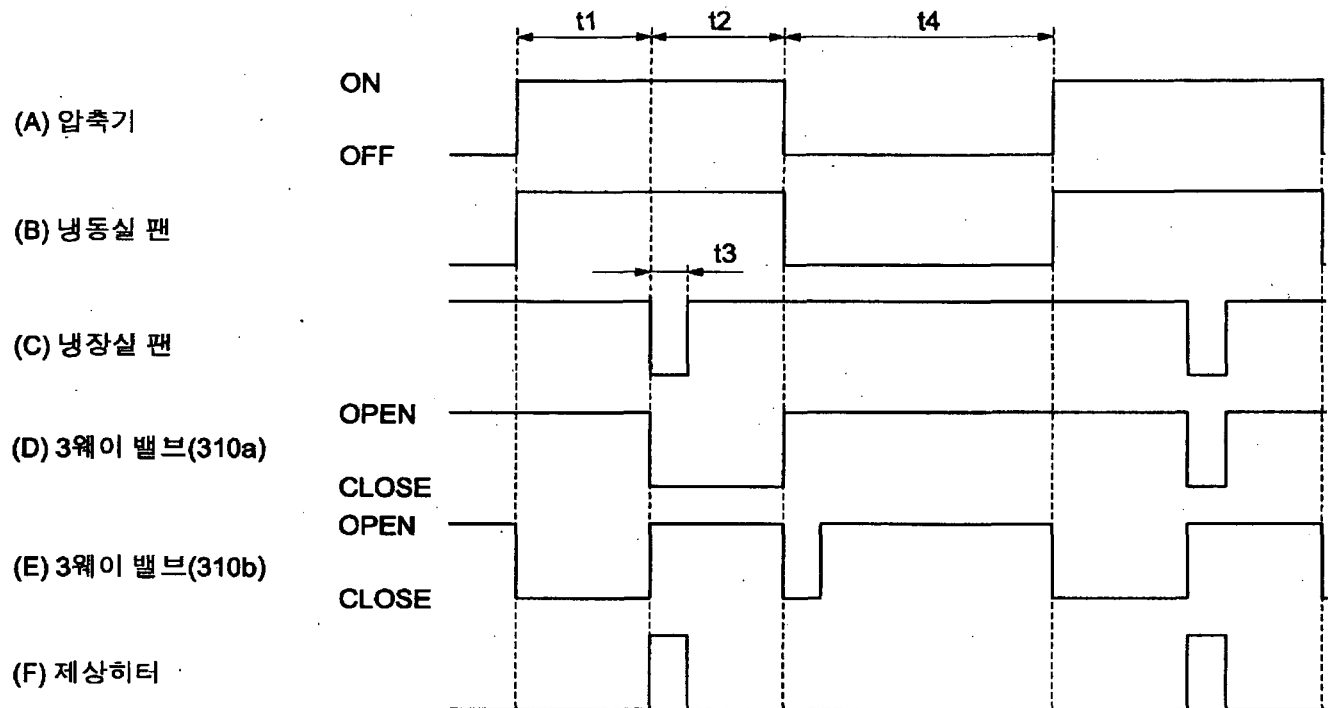 t1 t2 t4
ON
(A) 압축기
OFF
(B) 냉동실 팬
t3
(C) 냉장실 팬
OPEN
(D) 3웨이 밸브(310a)
CLOSE
OPEN
(E) 3웨이 밸브(310b)
CLOSE
(F) 제상히터